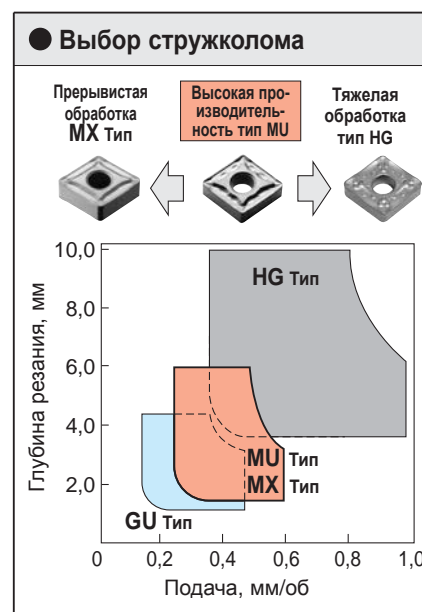 Выбор стружколома
Прерывистая
обработка
MX Тип
Высокая про-
изводитель-
ность тип MU
Тяжелая
обработка
тип HG
Глубина резания, мм
10,0
8,0
6,0
4,0
2,0
HG Тип
MU Тип
MX Тип
GU Тип
0 0,2 0,4 0,6 0,8 1,0
Подача, мм/об